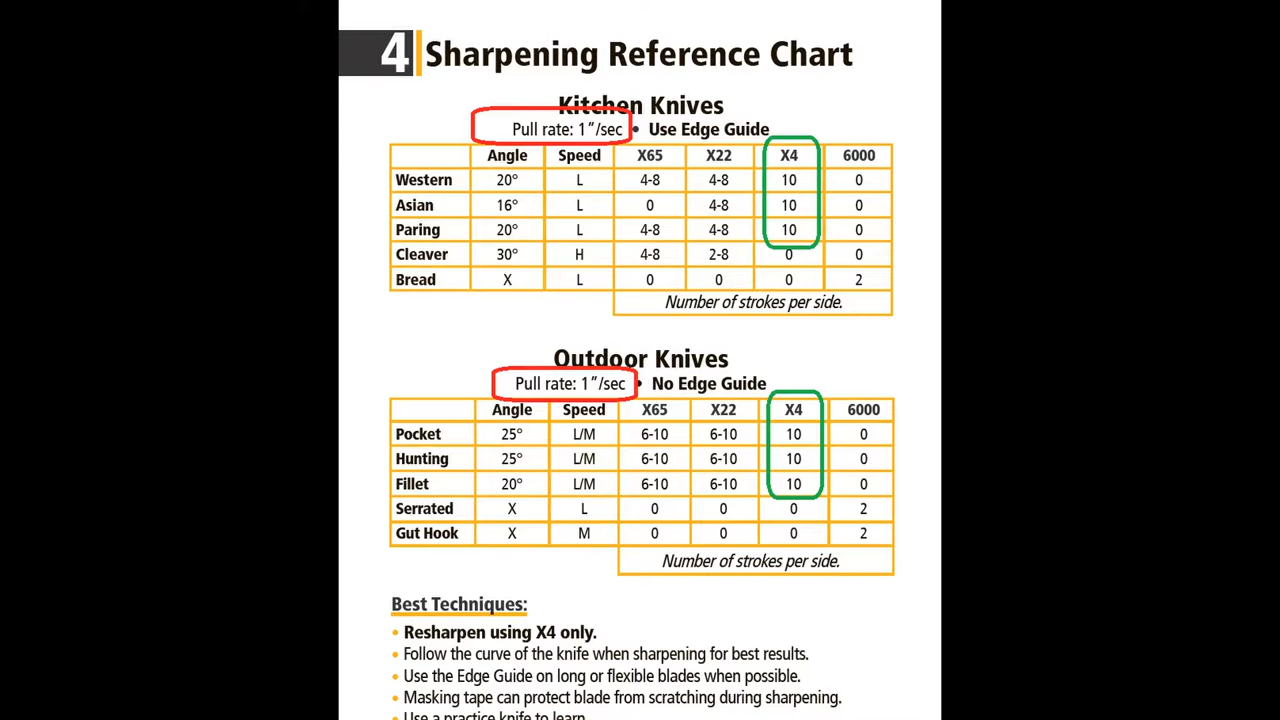 4 Sharpening Reference Chart
Kitchen Knives
Pull rate: 1”/sec • Use Edge Guide
Angle Speed X65 X22 X4 6000
Western 20° L 4-8 4-8 10 0
Asian 16° L 0 4-8 10 0
Paring 20° L 4-8 4-8 10 0
Cleaver 30° H 4-8 2-8 0 0
Bread X L 0 0 0 2
Number of strokes per side.
Outdoor Knives
Pull rate: 1”/sec • No Edge Guide
Angle Speed X65 X22 X4 6000
Pocket 25° L/M 6-10 6-10 10 0
Hunting 25° L/M 6-10 6-10 10 0
Fillet 20° L/M 6-10 6-10 10 0
Serrated X L 0 0 0 2
Gut Hook X M 0 0 0 2
Number of strokes per side.
Best Techniques:
• Resharpen using X4 only.
• Follow the curve of the knife when sharpening for best results.
• Use the Edge Guide on long or flexible blades when possible.
• Masking tape can protect blade from scratching during sharpening.
• Use a practice knife to learn.